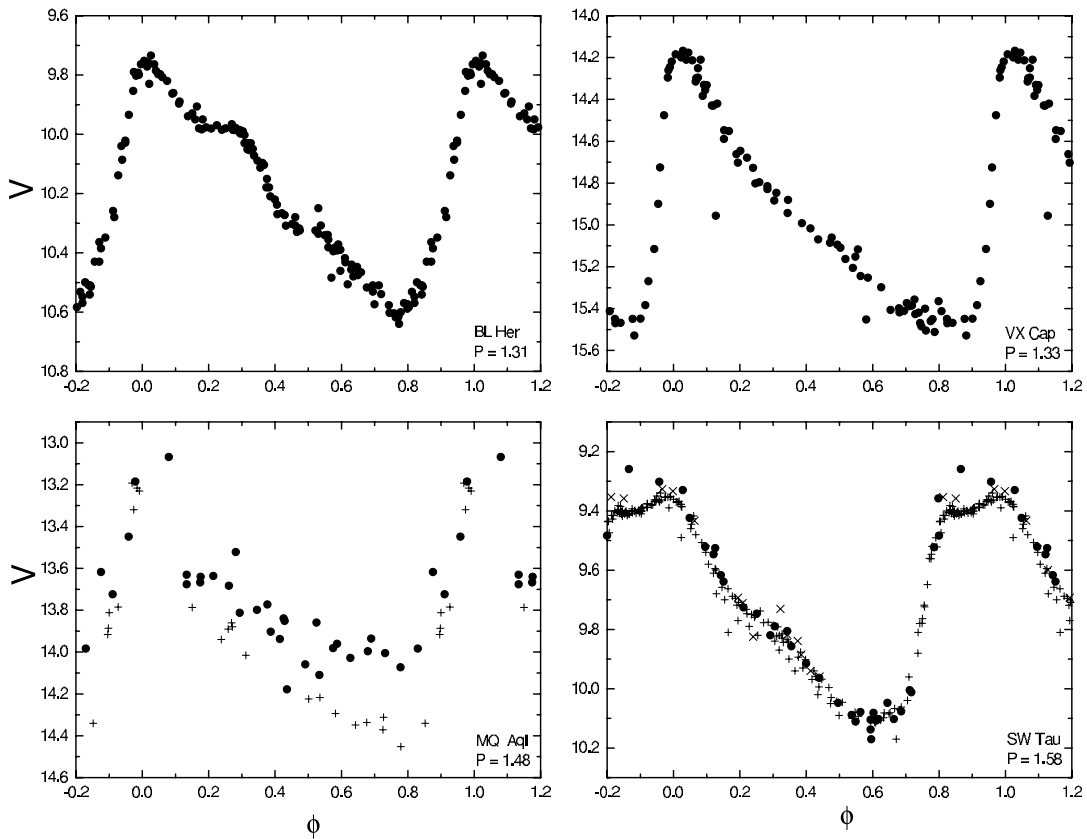 9.6
9.8
10.0
10.2
10.4
10.6
10.8
V
-0.2 0.0 0.2 0.4 0.6 0.8 1.0 1.2
BL Her
P = 1.31
14.0
14.2
14.4
14.6
14.8
15.0
15.2
15.4
15.6
-0.2 0.0 0.2 0.4 0.6 0.8 1.0 1.2
VX Cap
P = 1.33
13.0
13.2
13.4
13.6
13.8
14.0
14.2
14.4
14.6
V
-0.2 0.0 0.2 0.4 0.6 0.8 1.0 1.2
MQ Aql
P = 1.48
ϕ
9.2
9.4
9.6
9.8
10.0
10.2
-0.2 0.0 0.2 0.4 0.6 0.8 1.0 1.2
SW Tau
P = 1.58
ϕ